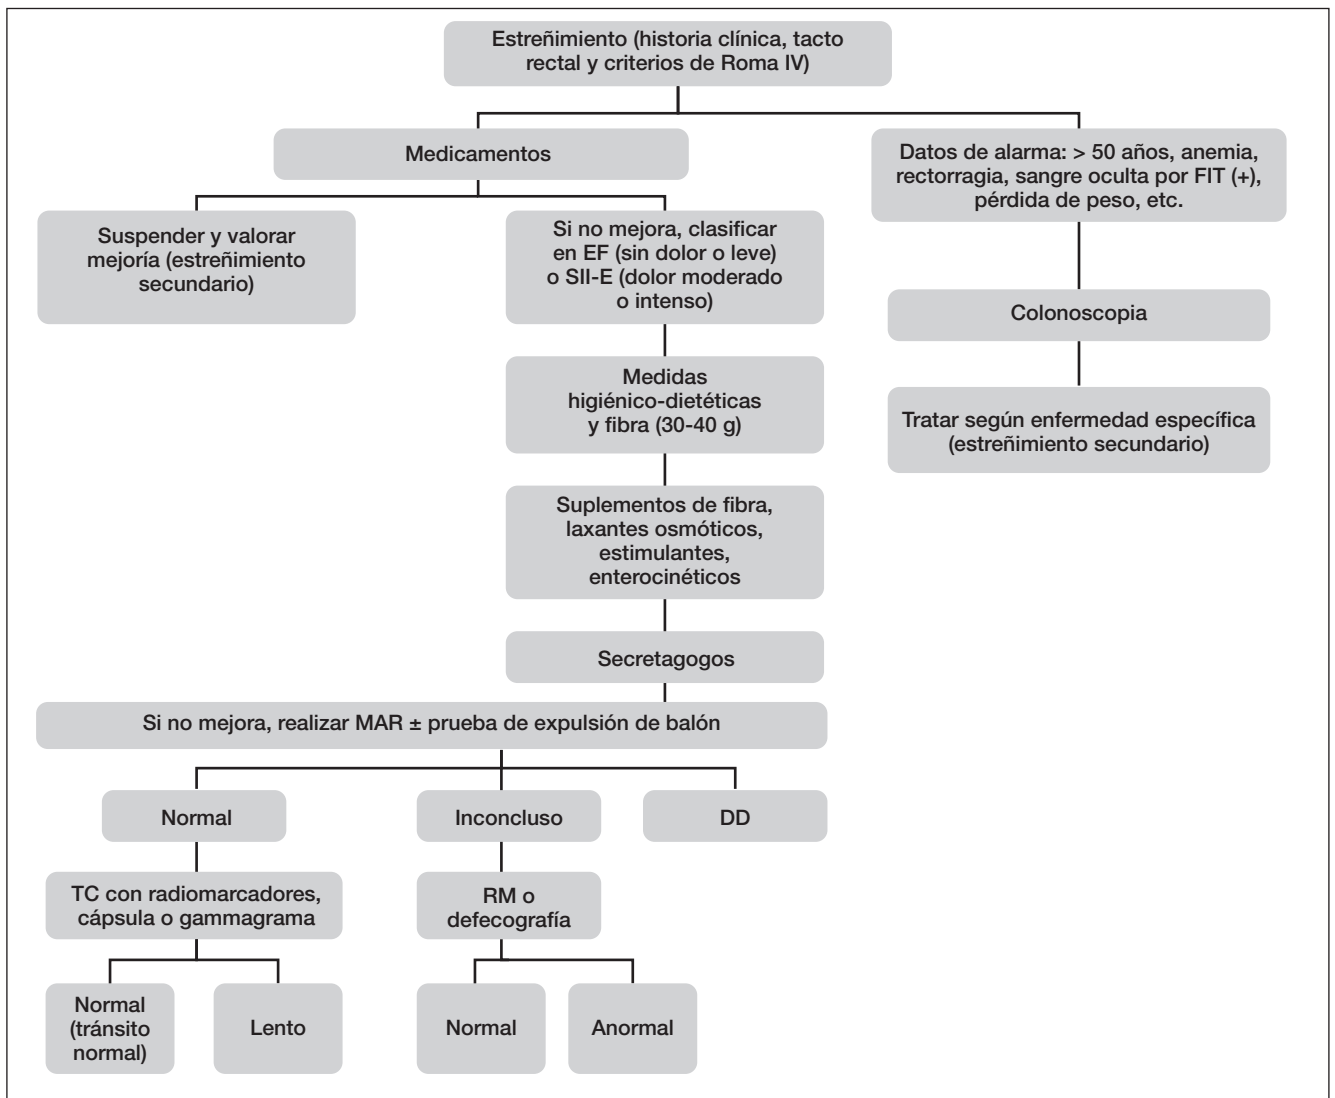 Estreñimiento (historia clínica, tacto
rectal y criterios de Roma IV)
Medicamentos
Datos de alarma: > 50 años, anemia,
rectorragia, sangre oculta por FIT (+),
pérdida de peso, etc.
Suspender y valorar
mejoría (estreñimiento
secundario)
Si no mejora, clasificar
en EF (sin dolor o leve)
o SII-E (dolor moderado
o intenso)
Colonoscopia
Medidas
higiénico-dietéticas
y fibra (30-40 g)
Tratar según enfermedad específica
(estreñimiento secundario)
Suplementos de fibra,
laxantes osmóticos,
estimulantes,
enterocinéticos
Secretagogos
Si no mejora, realizar MAR ± prueba de expulsión de balón
Normal
Inconcluso
DD
TC con radiomarcadores,
cápsula o gammagrama
RM o
defecografía
Normal
(tránsito
normal)
Lento
Normal
Anormal